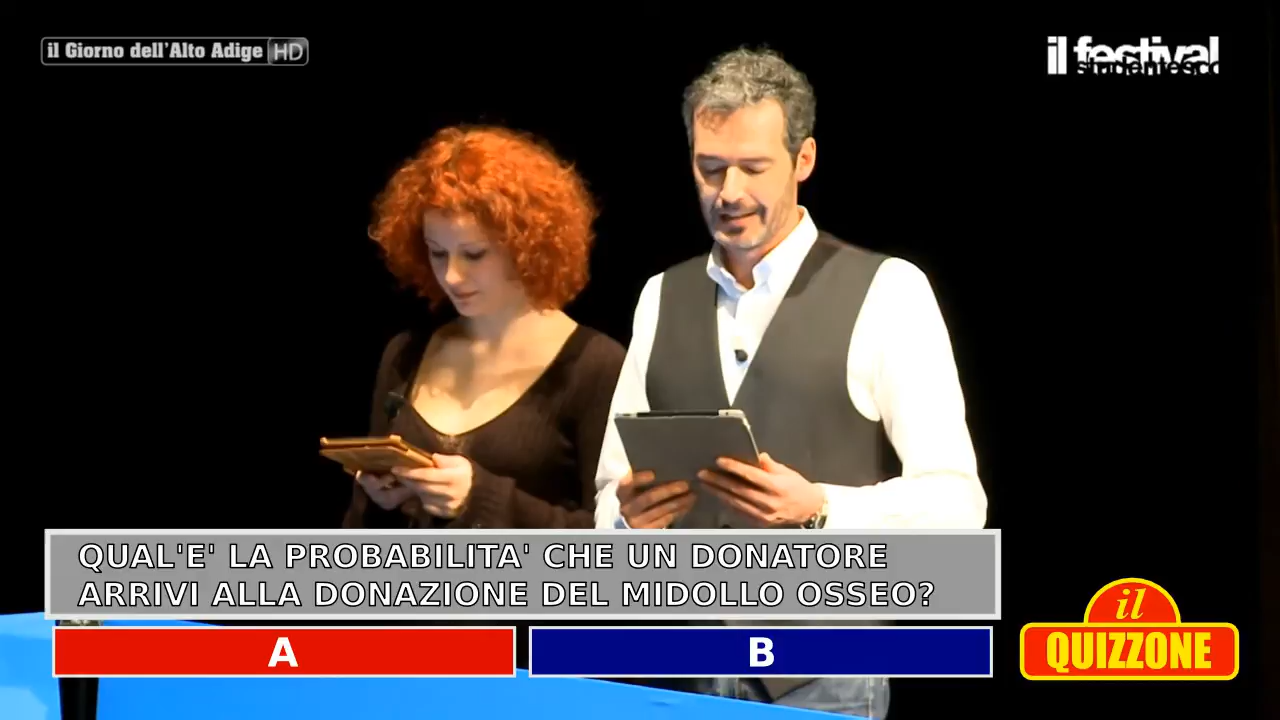 il Giorno dell'Alto Adige HD
il festival
studentesco
QUAL'E' LA PROBABILITA' CHE UN DONATORE
ARRIVI ALLA DONAZIONE DEL MIDOLLO OSSEO?
A
B
il
QUIZZONE